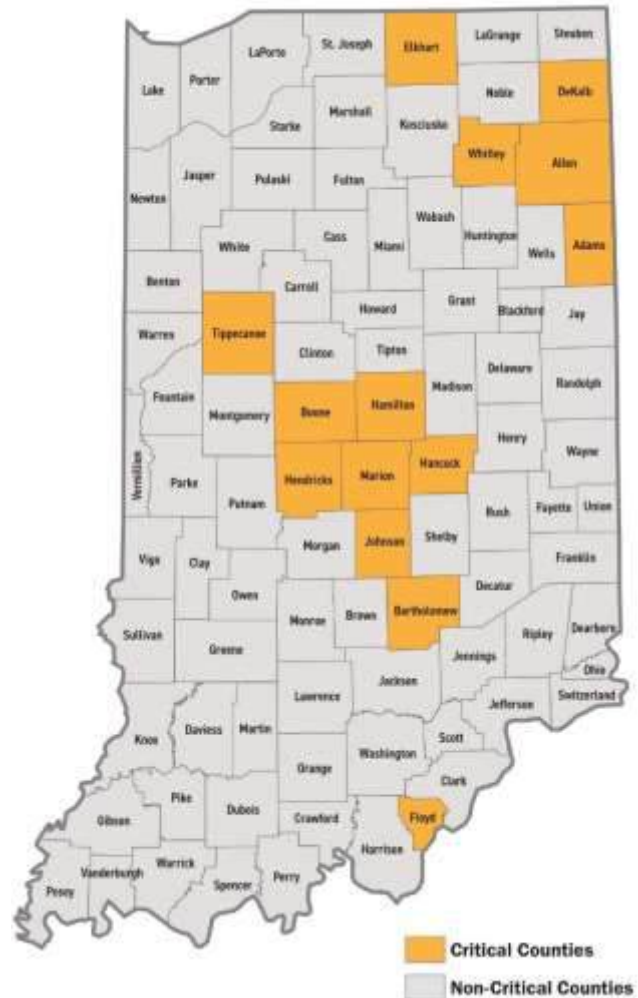 Elkhart
LaGrange
Steuben
St. Joseph
LaPorte
Porter
Lake
Noble
DeKalb
Marshall
Kosciusko
Starke
Whitley
Allen
Jasper
Pulaski
Fulton
Newton
Wabash
Huntington
Wells
Adams
White
Cass
Miami
Benton
Carroll
Howard
Grant
Blackford
Jay
Warren
Tippecanoe
Clinton
Tipton
Delaware
Randolph
Madison
Fountain
Montgomery
Boone
Hamilton
Henry
Wayne
Vermillion
Parke
Putnam
Hendricks
Marion
Hancock
Rush
Fayette
Union
Morgan
Johnson
Shelby
Franklin
Vigo
Clay
Owen
Decatur
Monroe
Brown
Bartholomew
Sullivan
Greene
Ripley
Dearborn
Jennings
Ohio
Jackson
Switzerland
Lawrence
Jefferson
Knox
Daviess
Martin
Scott
Washington
Orange
Clark
Pike
Dubois
Crawford
Floyd
Gibson
Harrison
Warrick
Posey
Vanderburgh
Spencer
Perry
Critical Counties
Non-Critical Counties